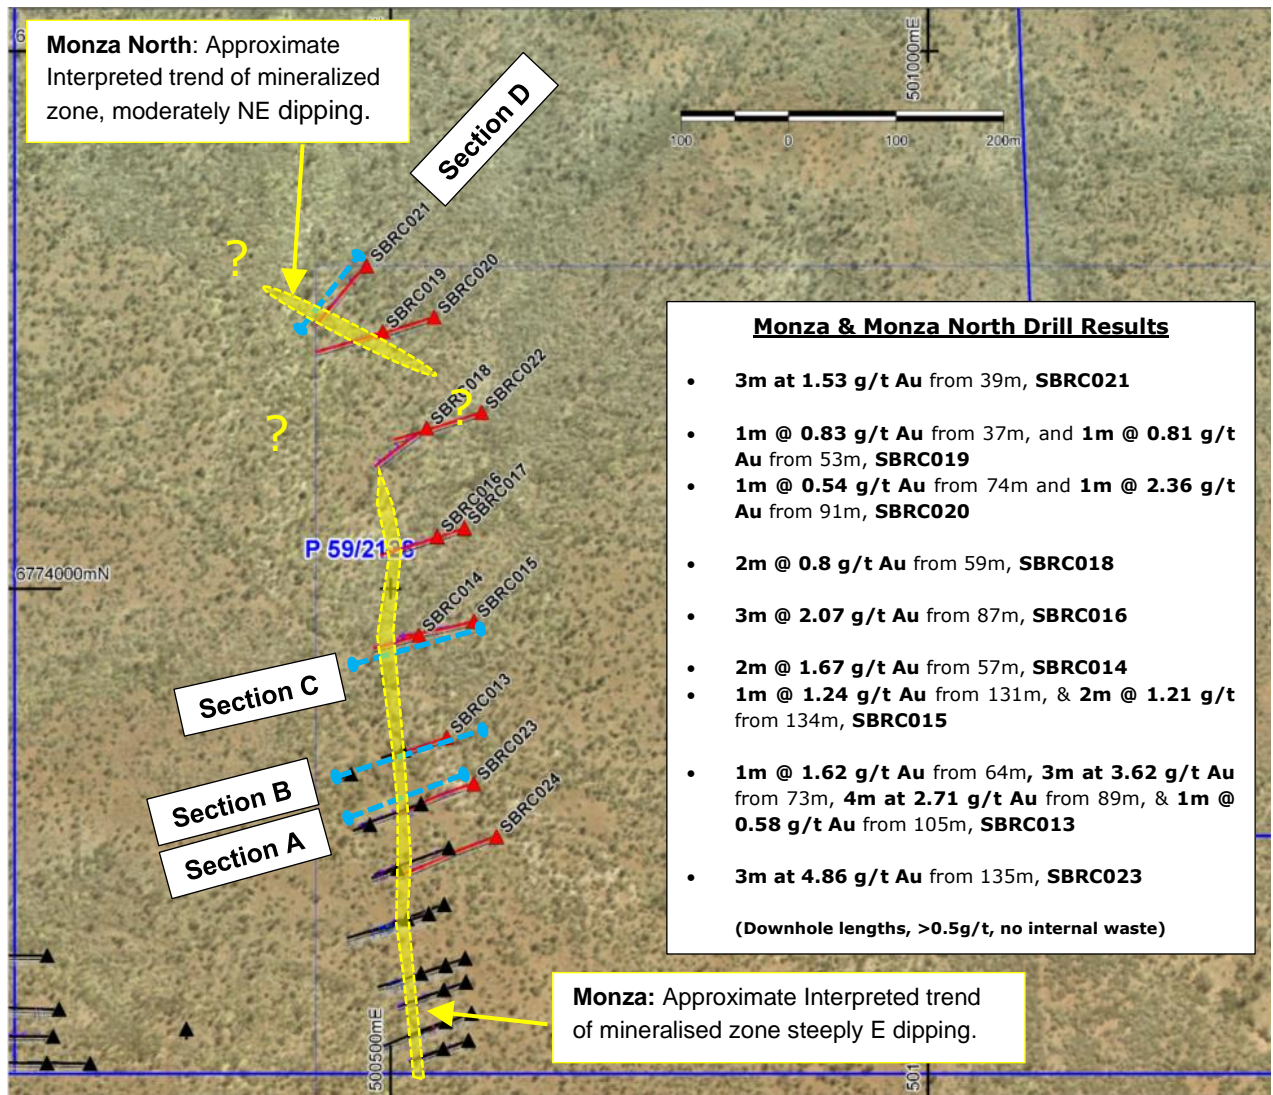 Monza North: Approximate
Interpreted trend of mineralized
zone, moderately NE dipping.
Section D
501000mE
100 0 100 200m
SBRC021
SBRC019
SBRC020
?
?
?
SBRC018
SBRC022
SBRC016
SBRC017
P 59/2128
6774000mN
SBRC014
SBRC015
Section C
SBRC013
Section B
SBRC023
Section A
SBRC024
500500mE
501
Monza & Monza North Drill Results
• 3m at 1.53 g/t Au from 39m, SBRC021
• 1m @ 0.83 g/t Au from 37m, and 1m @ 0.81 g/t
Au from 53m, SBRC019
• 1m @ 0.54 g/t Au from 74m and 1m @ 2.36 g/t
Au from 91m, SBRC020
• 2m @ 0.8 g/t Au from 59m, SBRC018
• 3m @ 2.07 g/t Au from 87m, SBRC016
• 2m @ 1.67 g/t Au from 57m, SBRC014
• 1m @ 1.24 g/t Au from 131m, & 2m @ 1.21 g/t
from 134m, SBRC015
• 1m @ 1.62 g/t Au from 64m, 3m at 3.62 g/t Au
from 73m, 4m at 2.71 g/t Au from 89m, & 1m @
0.58 g/t Au from 105m, SBRC013
• 3m at 4.86 g/t Au from 135m, SBRC023
(Downhole lengths, >0.5g/t, no internal waste)
Monza: Approximate Interpreted trend
of mineralised zone steeply E dipping.